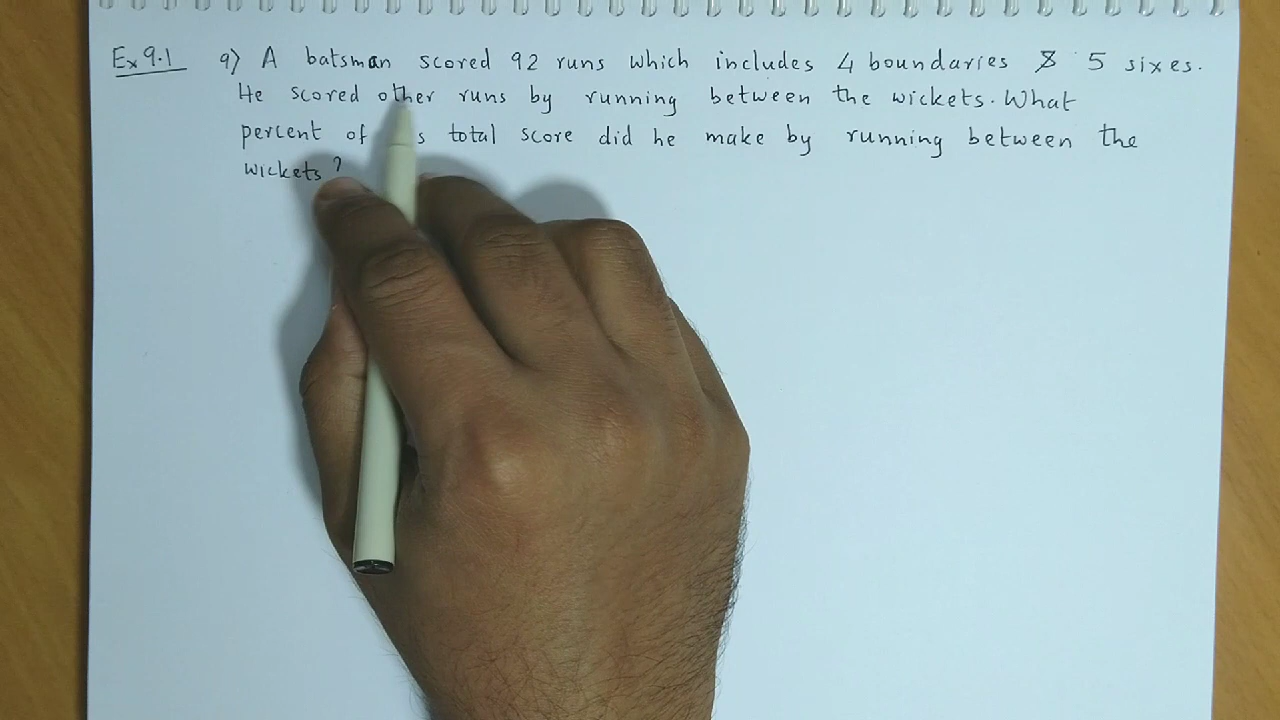 Ex 9.1 9) A batsman scored 92 runs which includes 4 boundaries & 5 sixes.
He scored other runs by running between the wickets. What
percent of total score did he make by running between the
wickets?